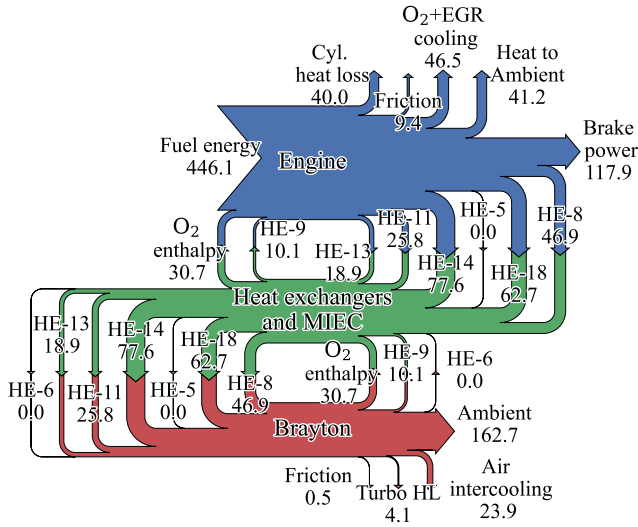 O₂+EGR
cooling
46.5
Cyl.
heat loss
40.0
Friction
9.4
Heat to
Ambient
41.2
Fuel energy
446.1
Engine
Brake
power
117.9
O₂
enthalpy
30.7
HE-9
10.1
HE-13
18.9
HE-11
25.8
HE-14
77.6
HE-5
0.0
HE-18
62.7
HE-8
46.9
Heat exchangers
and MIEC
HE-6
0.0
HE-13
18.9
HE-11
25.8
HE-14
77.6
HE-5
0.0
HE-18
62.7
HE-8
46.9
O₂
enthalpy
30.7
HE-9
10.1
HE-6
0.0
Brayton
Ambient
162.7
Friction
0.5
Turbo HL
4.1
Air
intercooling
23.9